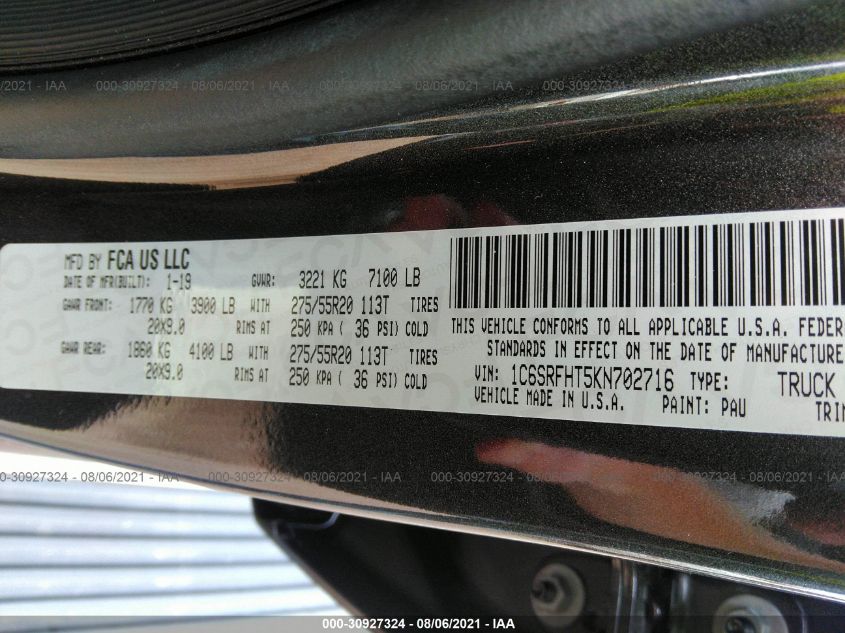 000-30927324 08/06/2021 - IAA
MFD BY FCA US LLC
DATE OF MFR(BUILT): 1-19 GVWR: 3221 KG 7100 LB
GAWR FRONT: 1770 KG 3900 LB WITH 275/55R20 113T TIRES
20X9.0 RIMS AT 250 KPA ( 36 PSI) COLD
GAWR REAR: 1860 KG 4100 LB WITH 275/55R20 113T TIRES
20X9.0 RIMS AT 250 KPA ( 36 PSI) COLD
THIS VEHICLE CONFORMS TO ALL APPLICABLE U.S.A. FEDER
STANDARDS IN EFFECT ON THE DATE OF MANUFACTURE
VIN: 1C6SRFHT5KN702716 TYPE: TRUCK
VEHICLE MADE IN U.S.A. PAINT: PAU TRIM
000-30927324 08/06/2021 - IAA
000-30927324 08/06/2021 - IAA